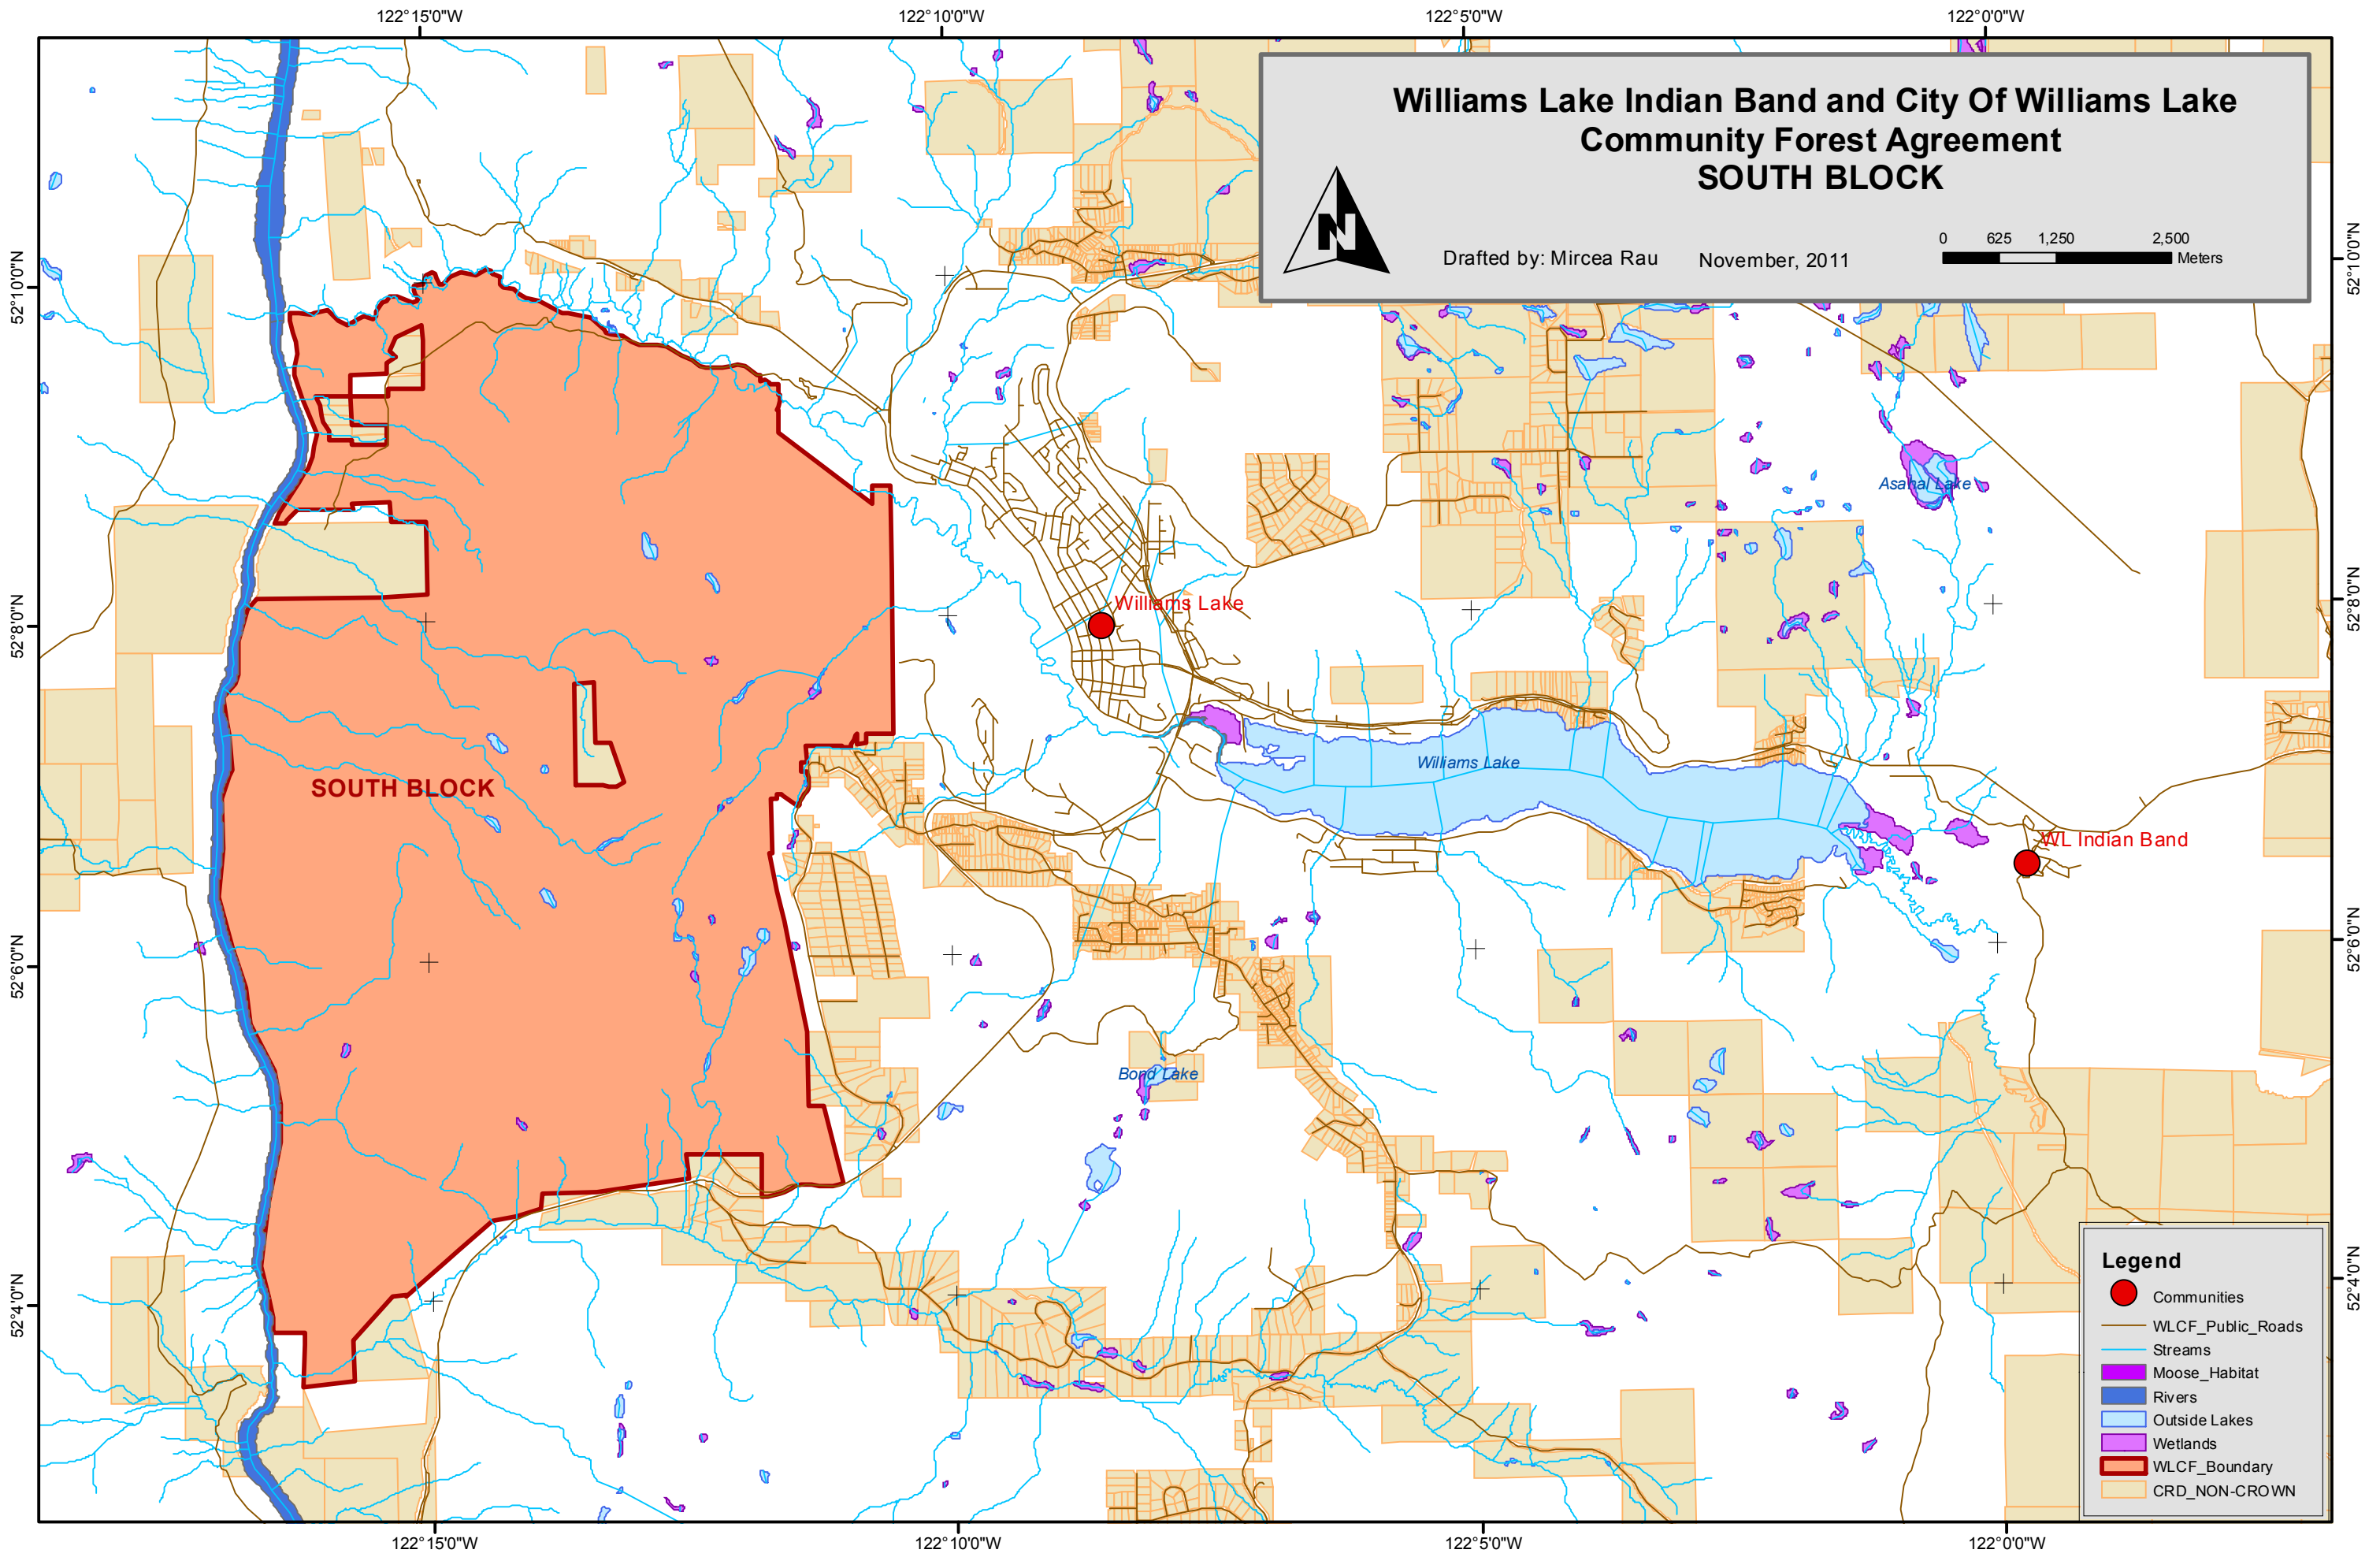 122°15'0"W 122°10'0"W 122°5'0"W 122°0'0"W
Williams Lake Indian Band and City Of Williams Lake
Community Forest Agreement
SOUTH BLOCK
N
Drafted by: Mircea Rau November, 2011
0 625 1,250 2,500
Meters
52°10'0"N 52°10'0"N
Asahal Lake
52°8'0"N 52°8'0"N
Williams Lake
Williams Lake
SOUTH BLOCK
WL Indian Band
52°6'0"N 52°6'0"N
Bond Lake
52°4'0"N 52°4'0"N
Legend
Communities
WLCF_Public_Roads
Streams
Moose_Habitat
Rivers
Outside Lakes
Wetlands
WLCF_Boundary
CRD_NON-CROWN
122°15'0"W 122°10'0"W 122°5'0"W 122°0'0"W